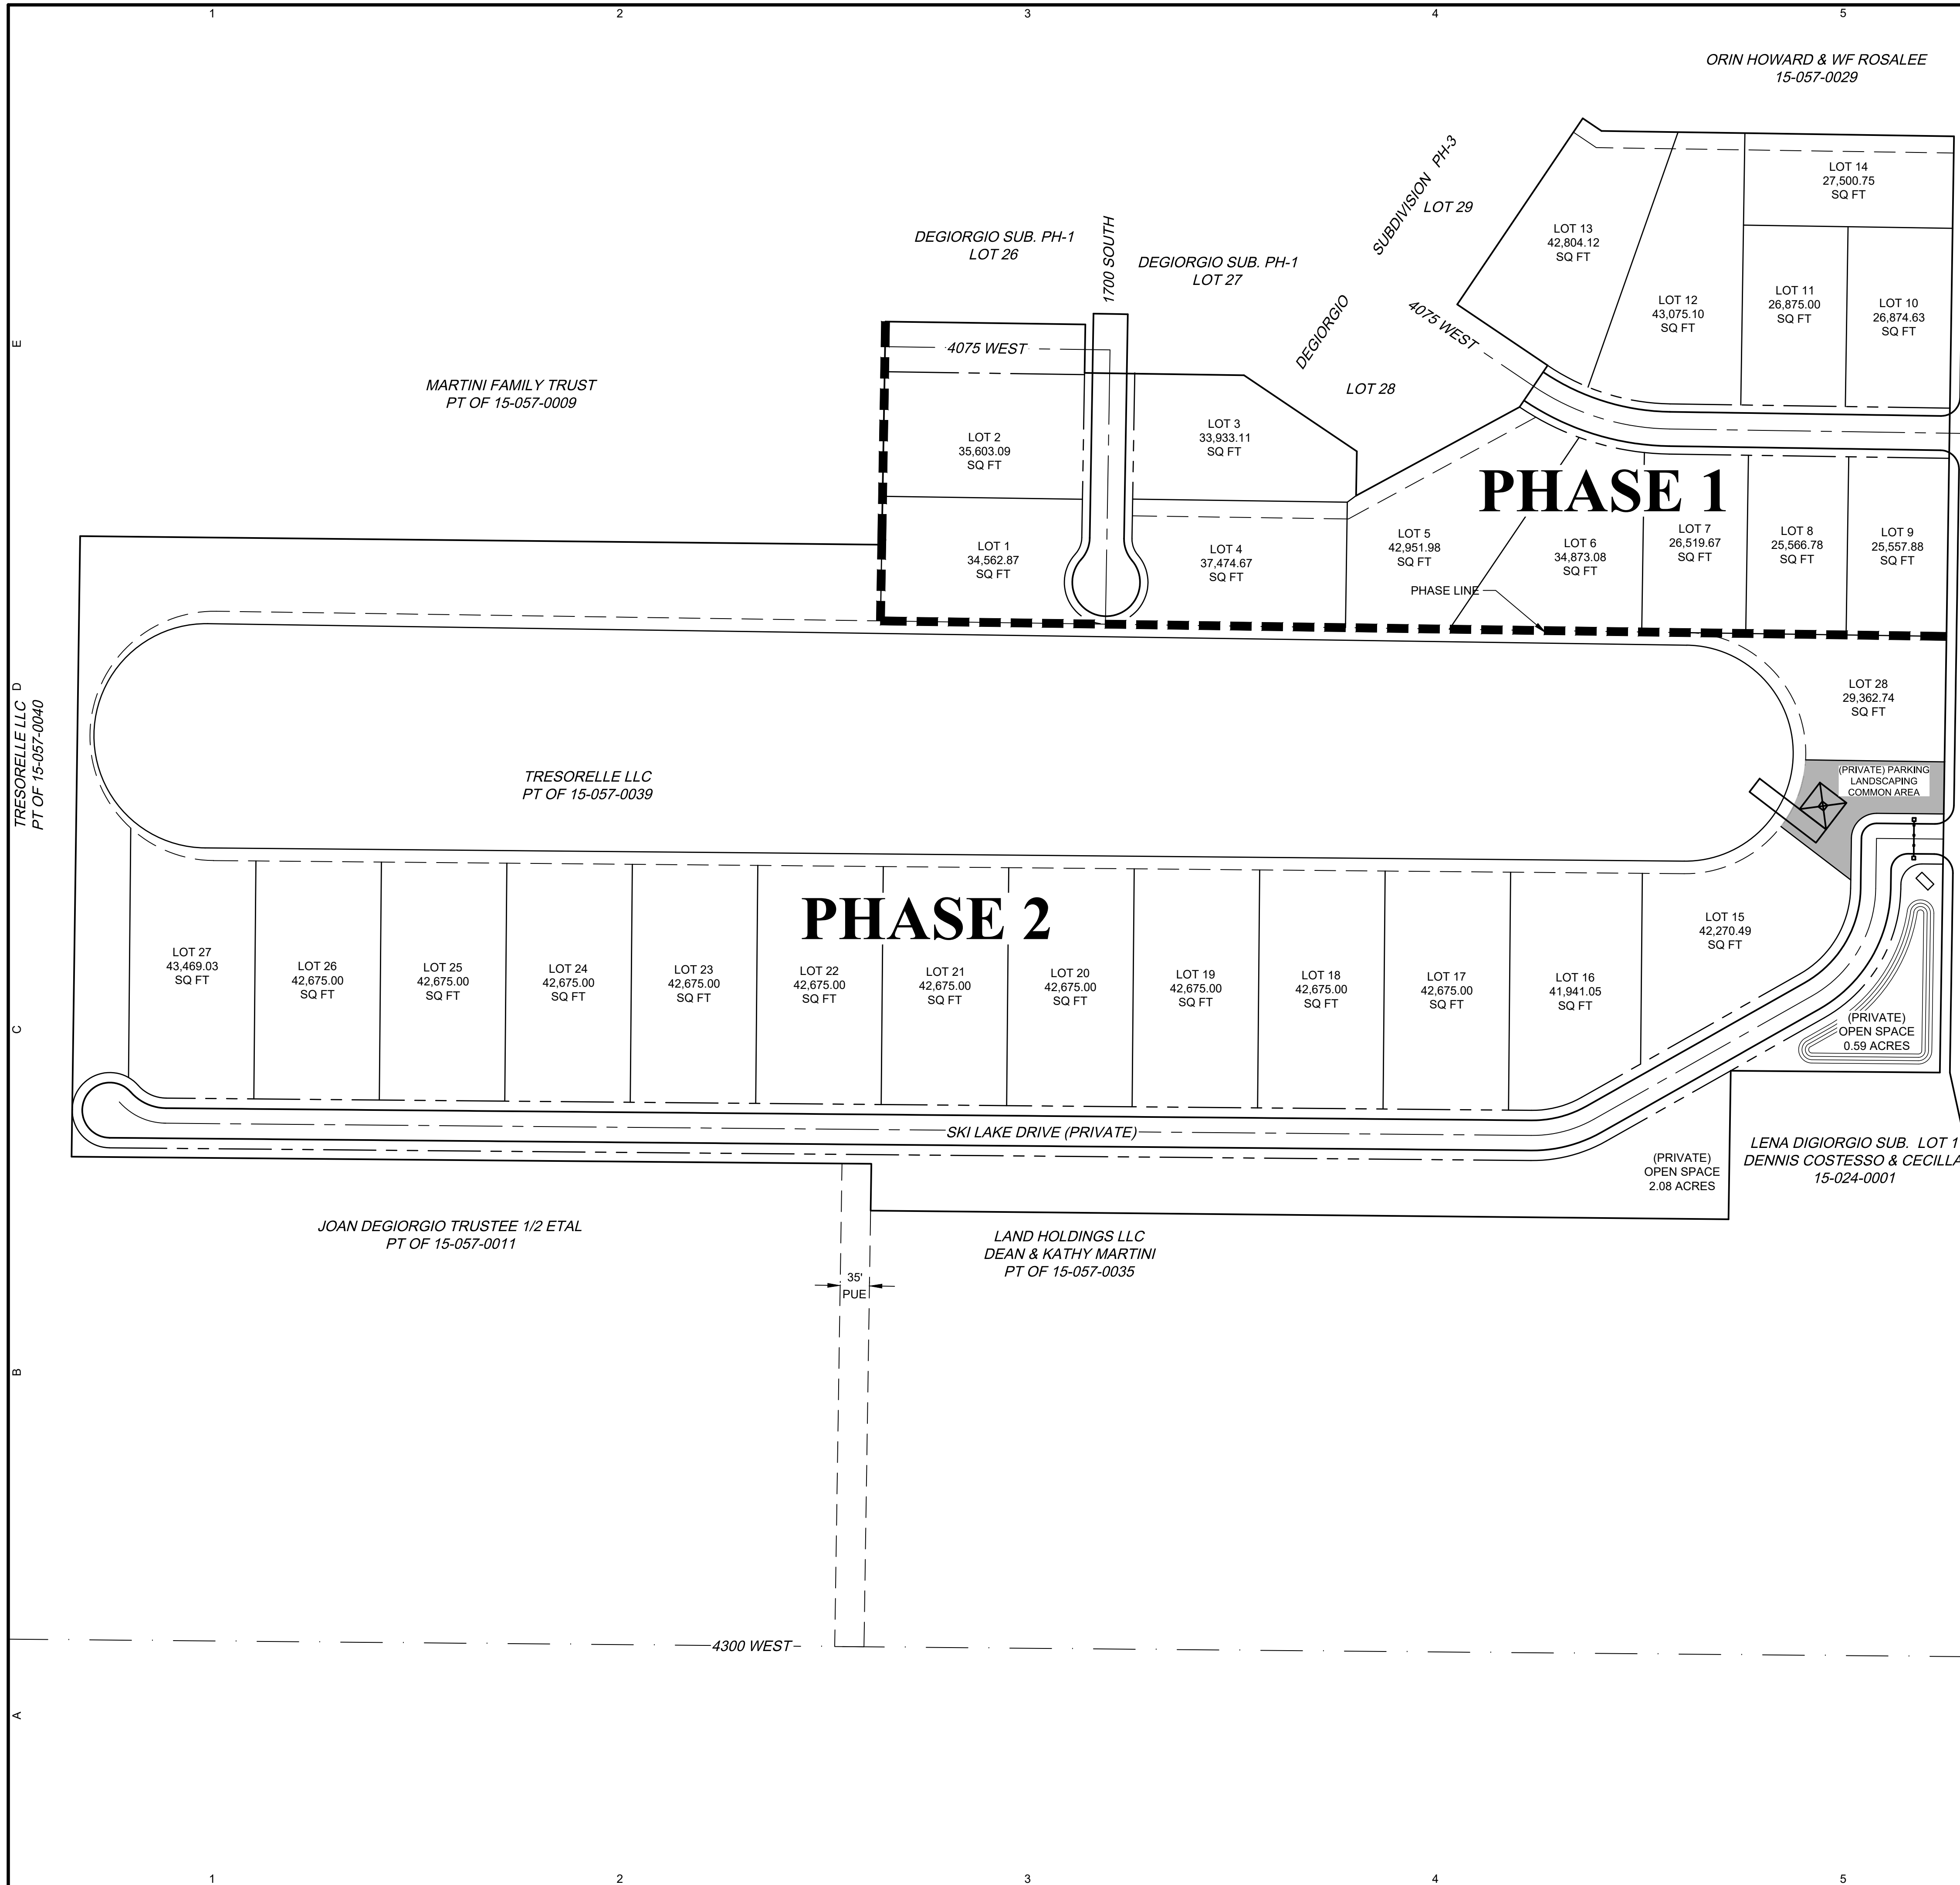 1 2 3 4 5
ORIN HOWARD & WF ROSALEE
15-057-0029
LOT 14
27,500.75
SQ FT
DEGIORGIO SUBDIVISION PH-3
LOT 29
LOT 13
42,804.12
SQ FT
DEGIORGIO SUB. PH-1
LOT 26
1700 SOUTH
DEGIORGIO SUB. PH-1
LOT 27
LOT 12
43,075.10
SQ FT
LOT 11
26,875.00
SQ FT
LOT 10
26,874.63
SQ FT
4075 WEST
E
4075 WEST
MARTINI FAMILY TRUST
PT OF 15-057-0009
LOT 28
LOT 2
35,603.09
SQ FT
LOT 3
33,933.11
SQ FT
PHASE 1
LOT 1
34,562.87
SQ FT
LOT 4
37,474.67
SQ FT
LOT 5
42,951.98
SQ FT
LOT 6
34,873.08
SQ FT
LOT 7
26,519.67
SQ FT
LOT 8
25,566.78
SQ FT
LOT 9
25,557.88
SQ FT
PHASE LINE
D
TRESORELLE LLC
PT OF 15-057-0040
LOT 28
29,362.74
SQ FT
TRESORELLE LLC
PT OF 15-057-0039
(PRIVATE) PARKING
LANDSCAPING
COMMON AREA
PHASE 2
LOT 27
43,469.03
SQ FT
LOT 26
42,675.00
SQ FT
LOT 25
42,675.00
SQ FT
LOT 24
42,675.00
SQ FT
LOT 23
42,675.00
SQ FT
LOT 22
42,675.00
SQ FT
LOT 21
42,675.00
SQ FT
LOT 20
42,675.00
SQ FT
LOT 19
42,675.00
SQ FT
LOT 18
42,675.00
SQ FT
LOT 17
42,675.00
SQ FT
LOT 16
41,941.05
SQ FT
LOT 15
42,270.49
SQ FT
C
(PRIVATE)
OPEN SPACE
0.59 ACRES
SKI LAKE DRIVE (PRIVATE)
(PRIVATE)
OPEN SPACE
2.08 ACRES
LENA DIGIORGIO SUB. LOT 1
DENNIS COSTESSO & CECILLA
15-024-0001
JOAN DEGIORGIO TRUSTEE 1/2 ETAL
PT OF 15-057-0011
LAND HOLDINGS LLC
DEAN & KATHY MARTINI
PT OF 15-057-0035
35'
PUE
B
4300 WEST
A
1 2 3 4 5